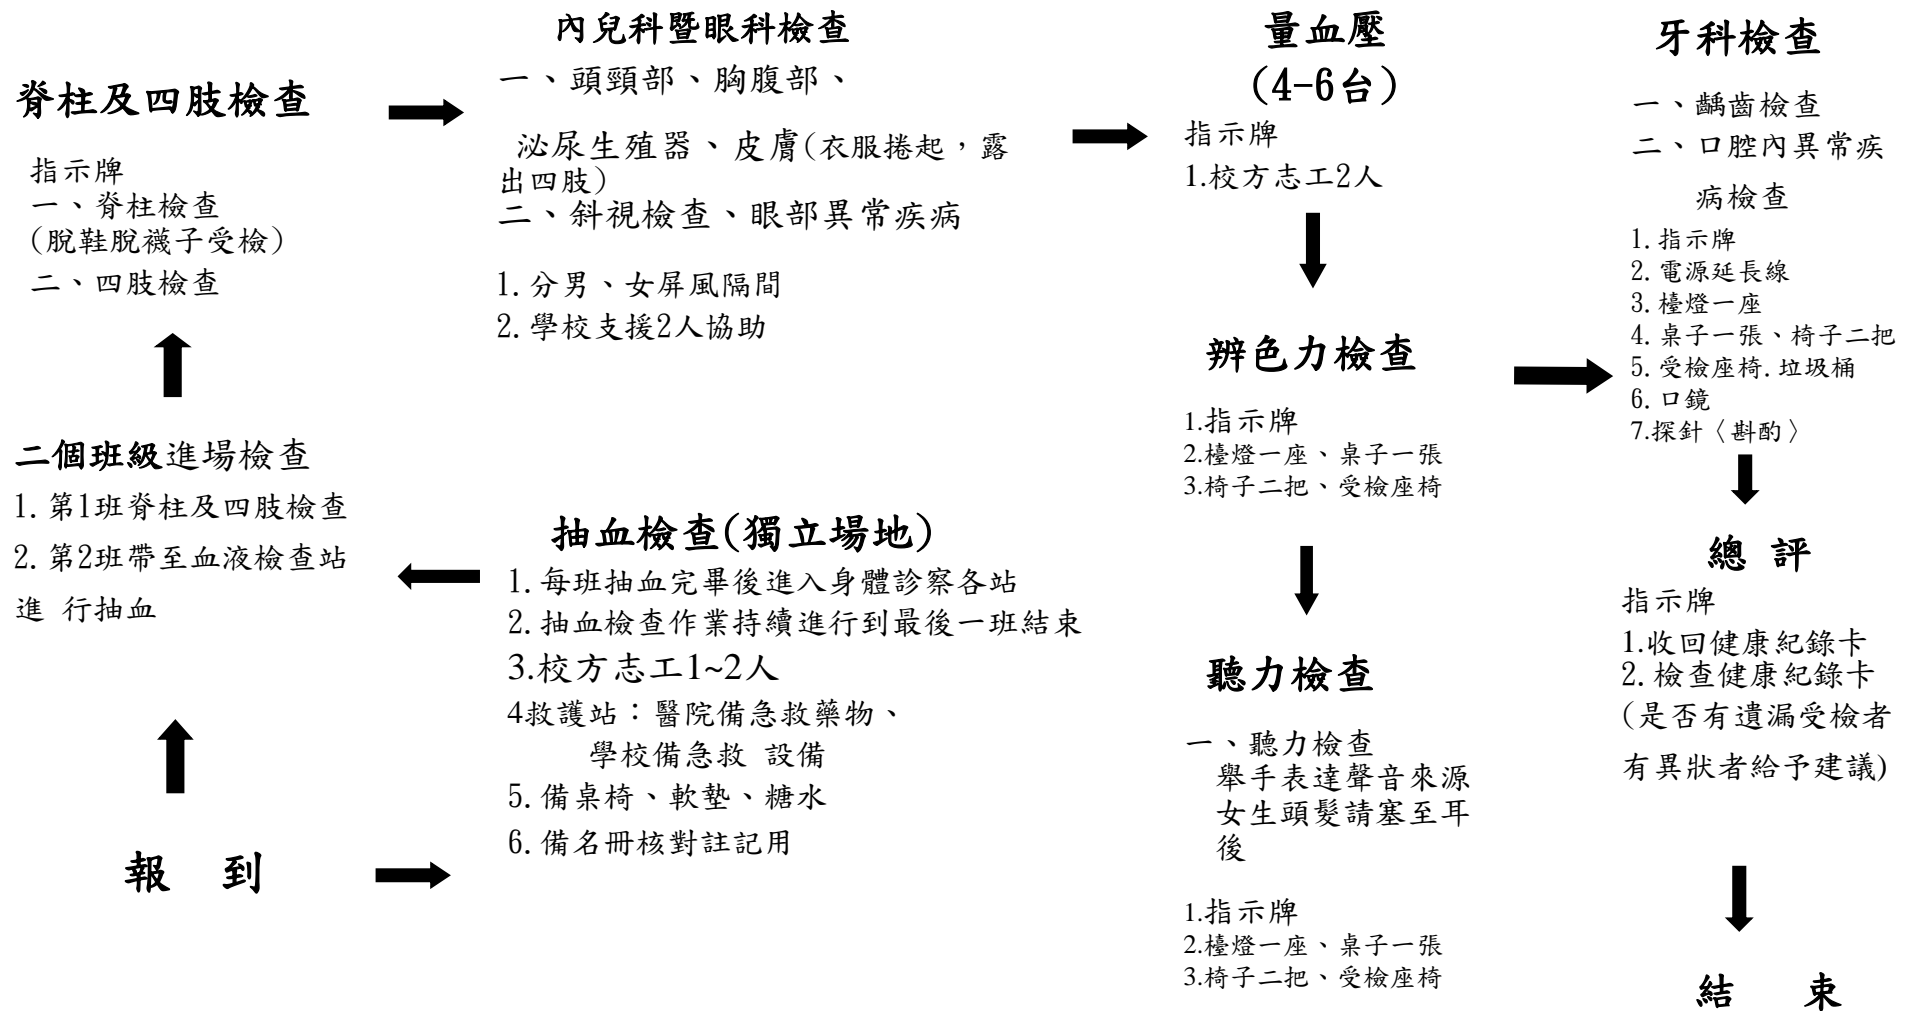 脊柱及四肢檢查
指示牌
一、脊柱檢查
(脫鞋脫襪子受檢)
二、四肢檢查
二個班級進場檢查
1. 第1班脊柱及四肢檢查
2. 第2班帶至血液檢查站
進 行抽血
報 到
內兒科暨眼科檢查
一、頭頸部、胸腹部、
泌尿生殖器、皮膚(衣服捲起，露
出四肢)
二、斜視檢查、眼部異常疾病
1. 分男、女屏風隔間
2. 學校支援2人協助
抽血檢查(獨立場地)
1. 每班抽血完畢後進入身體診察各站
2. 抽血檢查作業持續進行到最後一班結束
3.校方志工1~2人
4救護站：醫院備急救藥物、
學校備急救 設備
5. 備桌椅、軟墊、糖水
6. 備名冊核對註記用
量血壓
(4-6台)
指示牌
1.校方志工2人
辨色力檢查
1.指示牌
2.檯燈一座、桌子一張
3.椅子二把、受檢座椅
聽力檢查
一、聽力檢查
舉手表達聲音來源
女生頭髮請塞至耳
後
1.指示牌
2.檯燈一座、桌子一張
3.椅子二把、受檢座椅
牙科檢查
一、齲齒檢查
二、口腔內異常疾
病檢查
1. 指示牌
2. 電源延長線
3. 檯燈一座
4. 桌子一張、椅子二把
5. 受檢座椅.垃圾桶
6. 口鏡
7.探針〈斟酌〉
總 評
指示牌
1.收回健康紀錄卡
2. 檢查健康紀錄卡
(是否有遺漏受檢者
有異狀者給予建議)
結 束